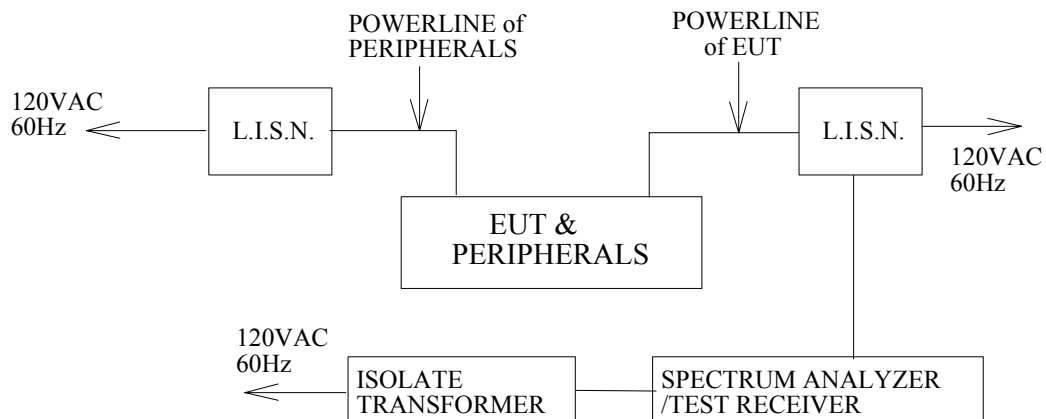 POWERLINE of
PERIPHERALS
POWERLINE
of EUT
120VAC
60Hz
L.I.S.N.
L.I.S.N.
120VAC
60Hz
EUT &
PERIPHERALS
120VAC
60Hz
ISOLATE
TRANSFORMER
SPECTRUM ANALYZER
/TEST RECEIVER